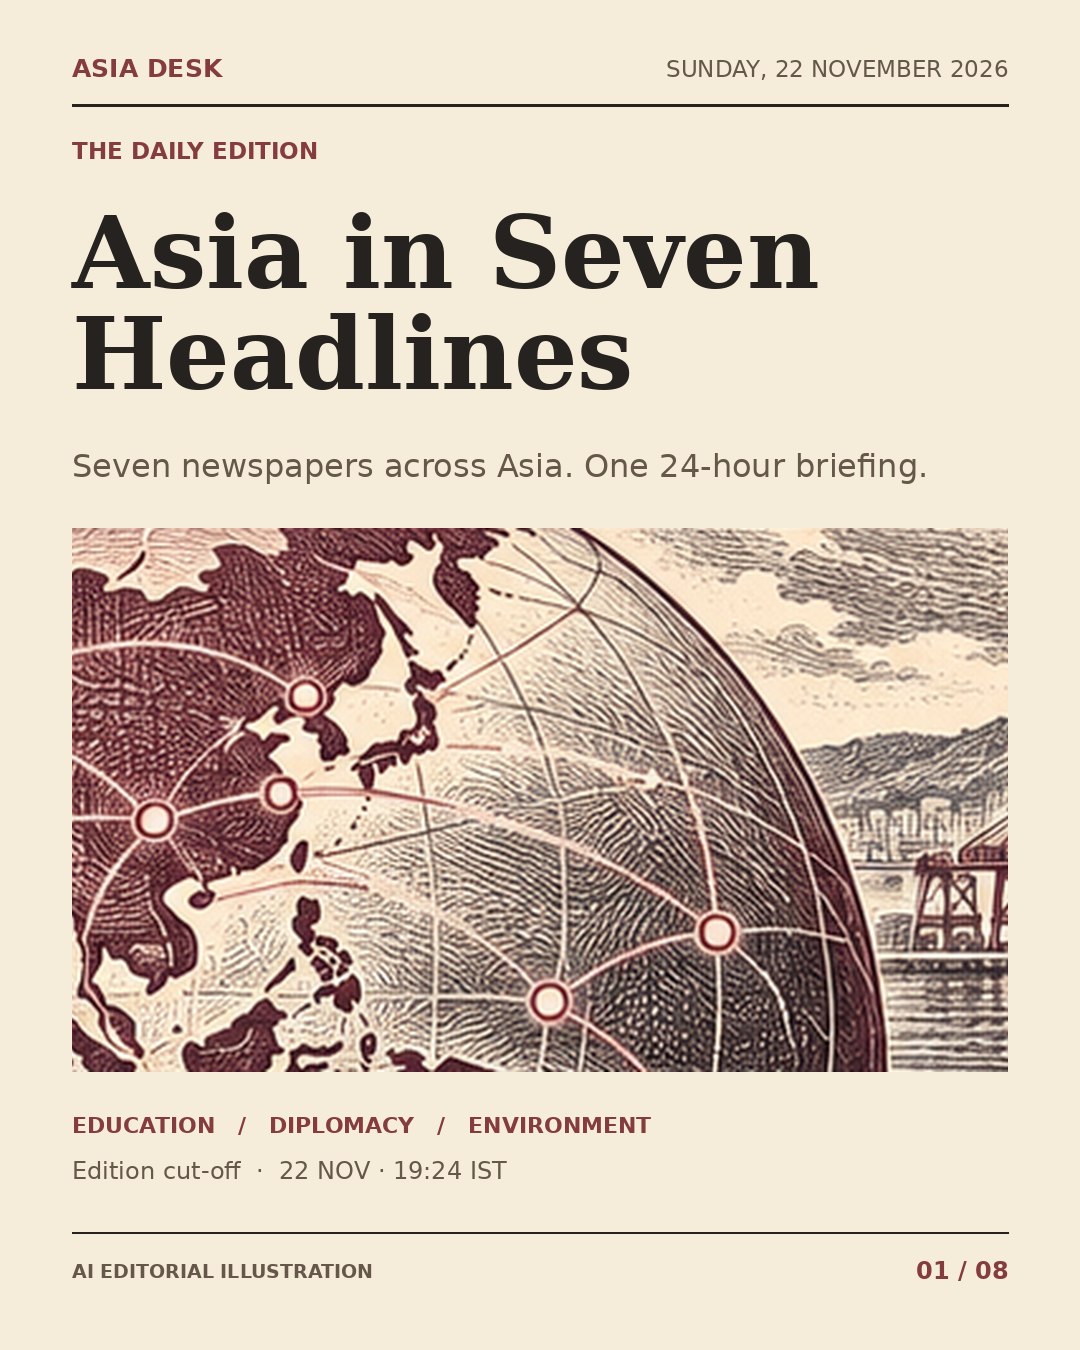 ASIA DESK
SUNDAY, 22 NOVEMBER 2026
THE DAILY EDITION
Asia in Seven
Headlines
Seven newspapers across Asia. One 24-hour briefing.
EDUCATION / DIPLOMACY / ENVIRONMENT
Edition cut-off · 22 NOV · 19:24 IST
AI EDITORIAL ILLUSTRATION
01 / 08